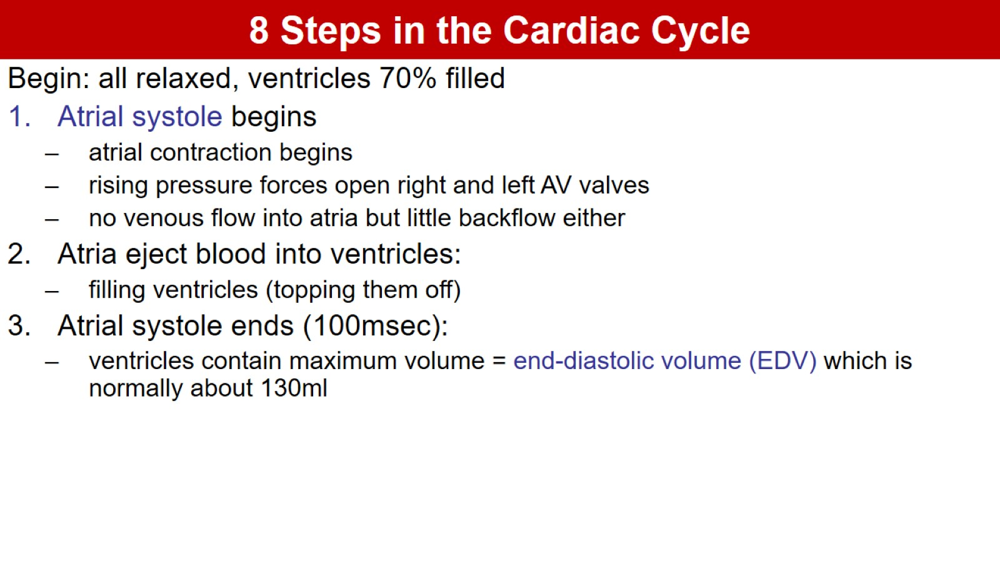 8 Steps in the Cardiac Cycle
Begin: all relaxed, ventricles 70% filled
1. Atrial systole begins
– atrial contraction begins
– rising pressure forces open right and left AV valves
– no venous flow into atria but little backflow either
2. Atria eject blood into ventricles:
– filling ventricles (topping them off)
3. Atrial systole ends (100msec):
– ventricles contain maximum volume = end-diastolic volume (EDV) which is
normally about 130ml